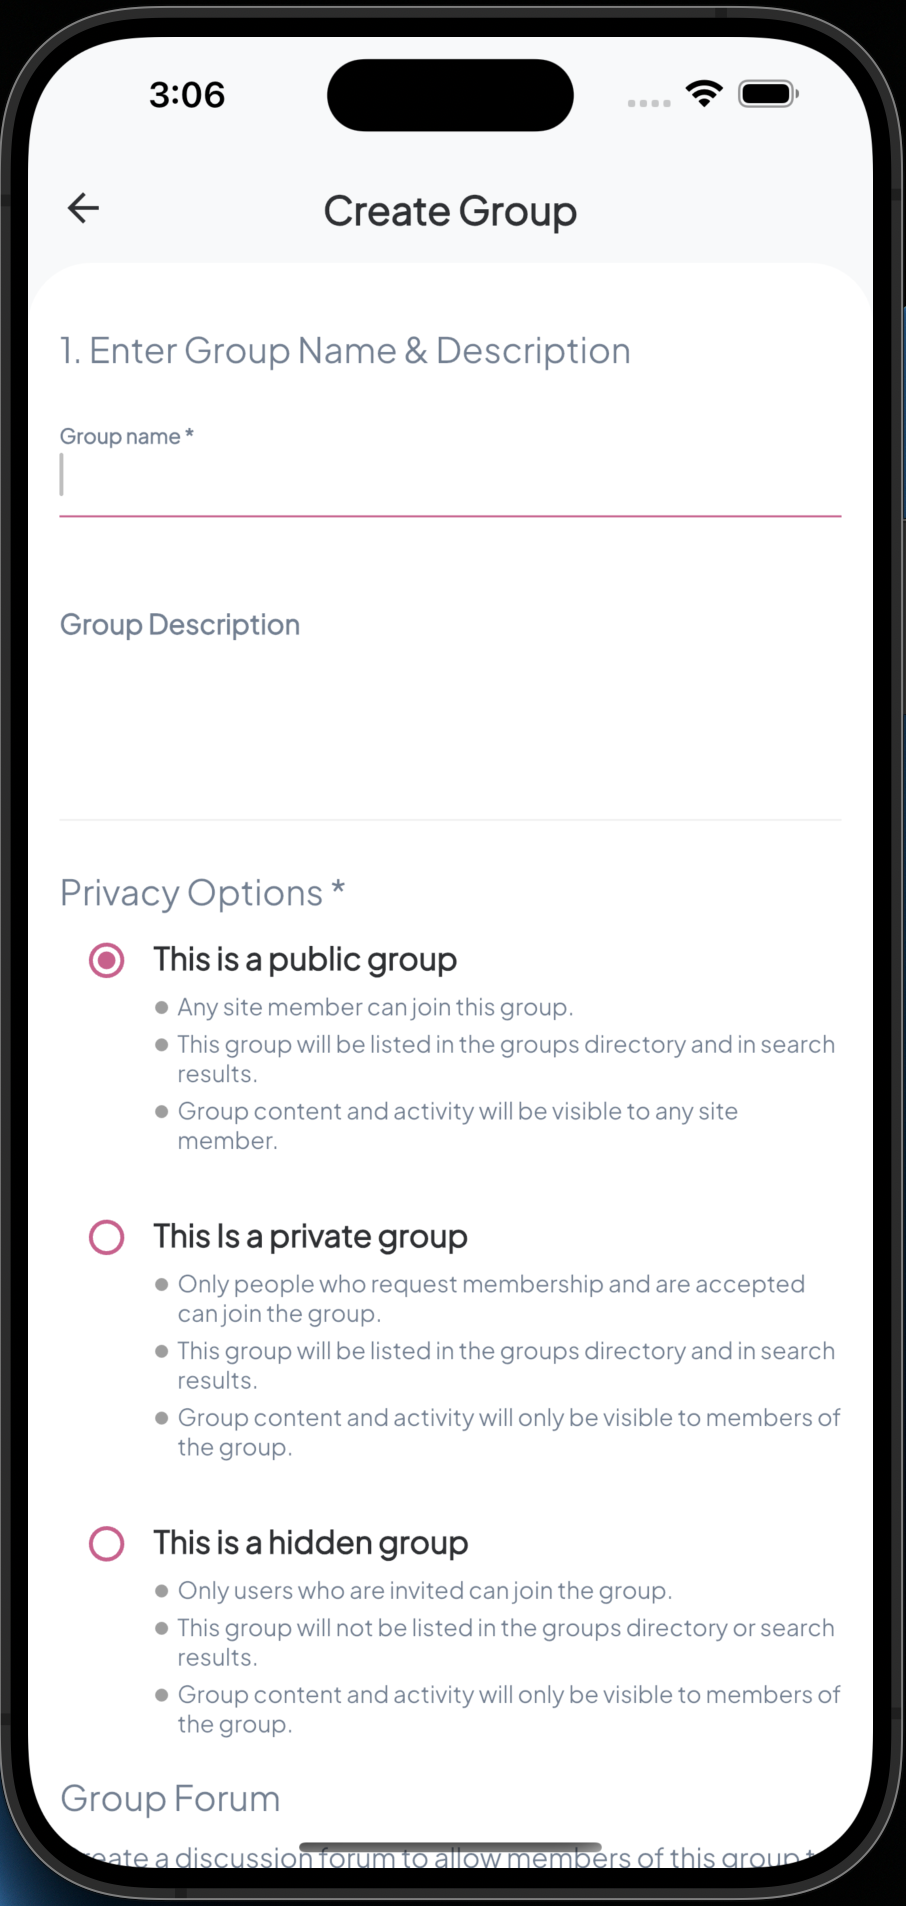 3:06
Create Group
1. Enter Group Name & Description
Group name *
Group Description
Privacy Options *
This is a public group
Any site member can join this group.
This group will be listed in the groups directory and in search
results.
Group content and activity will be visible to any site
member.
This Is a private group
Only people who request membership and are accepted
can join the group.
This group will be listed in the groups directory and in search
results.
Group content and activity will only be visible to members of
the group.
This is a hidden group
Only users who are invited can join the group.
This group will not be listed in the groups directory or search
results.
Group content and activity will only be visible to members of
the group.
Group Forum
a discussion forum to allow members of this group